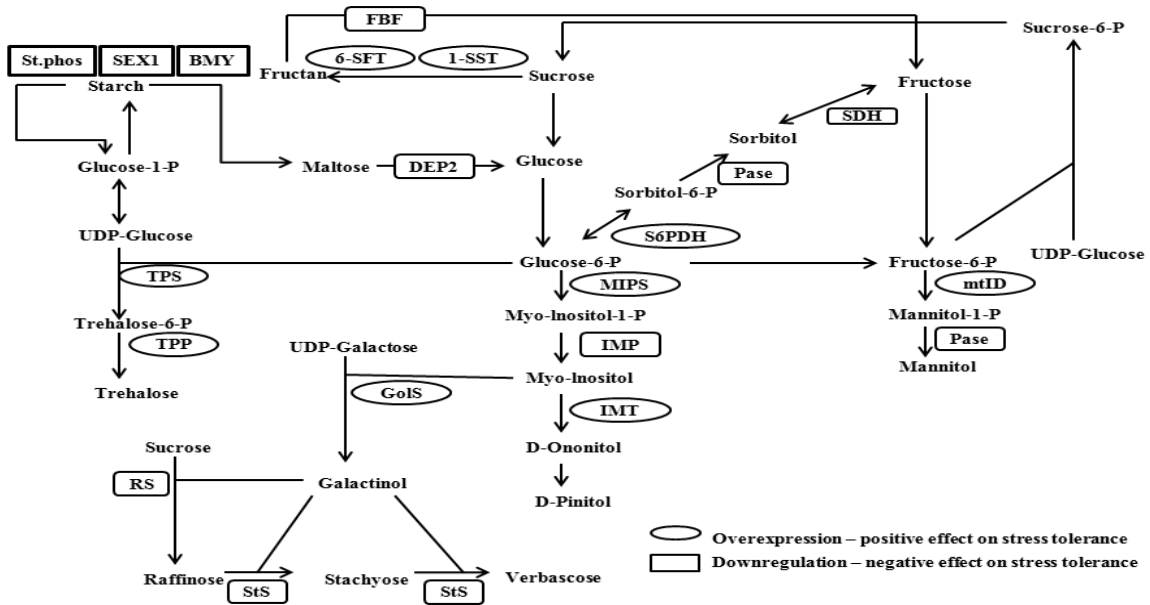 FBF
Sucrose-6-P
St.phos SEX1 BMY
6-SFT 1-SST
Fructan Sucrose Fructose
Starch
SDH
Sorbitol
Glucose-1-P Maltose DEP2 Glucose
Pase
Sorbitol-6-P
UDP-Glucose S6PDH
TPS Glucose-6-P Fructose-6-P UDP-Glucose
MIPS mtID
Trehalose-6-P Myo-lnositol-1-P Mannitol-1-P
TPP UDP-Galactose IMP Pase
Mannitol
Trehalose Myo-lnositol
GolS IMT
Sucrose D-Ononitol
RS Galactinol
D-Pinitol
Overexpression – positive effect on stress tolerance
Downregulation – negative effect on stress tolerance
Raffinose Stachyose Verbascose
StS StS